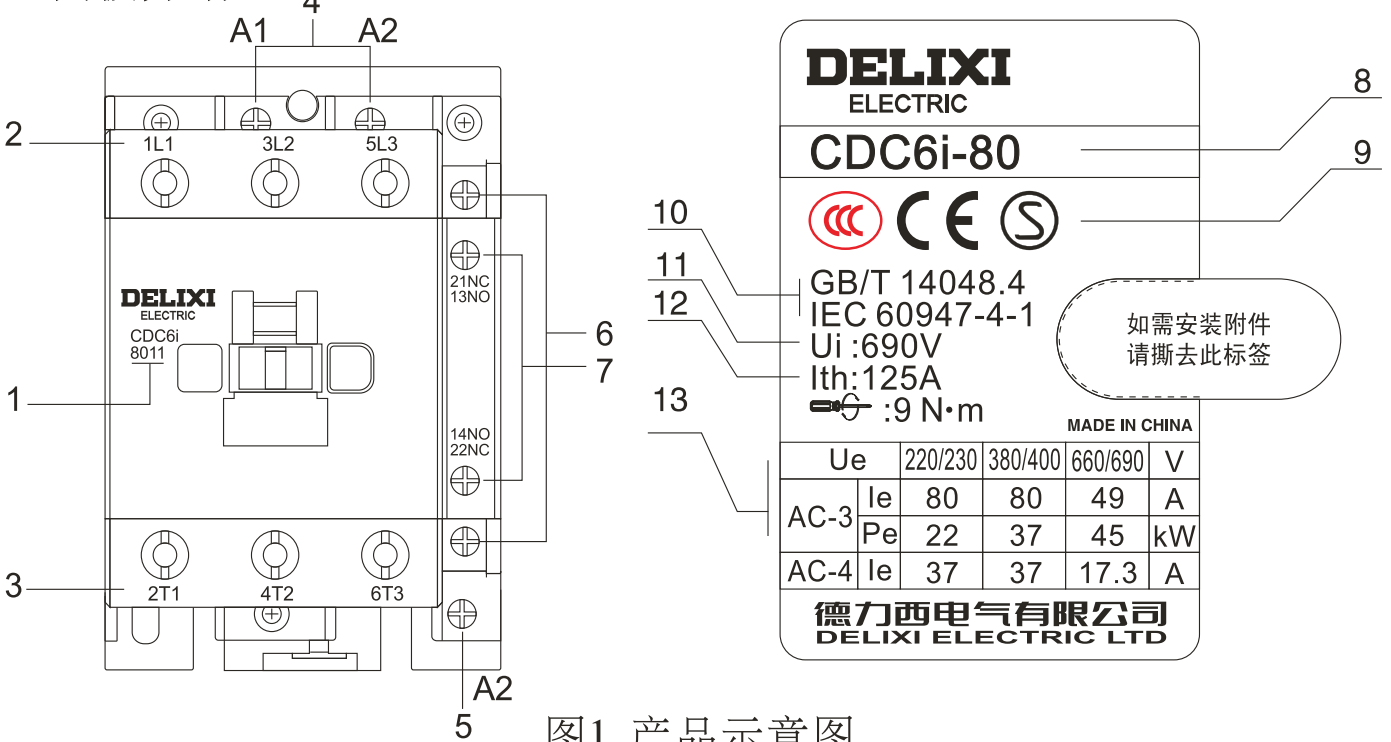 4
A1 A2
2
1L1 3L2 5L3
21NC
13NO
DELIXI
ELECTRIC
CDC6i
8011
6
7
1
14NO
22NC
3
2T1 4T2 6T3
A2
5
DELIXI
ELECTRIC
8
CDC6i-80
9
CCC CE S
10
GB/T 14048.4
11
IEC 60947-4-1
12
Ui :690V
Ith:125A
:9 N•m
13
如需安装附件
请撕去此标签
MADE IN CHINA
Ue 220/230 380/400 660/690 V
AC-3 Ie 80 80 49 A
Pe 22 37 45 kW
AC-4 Ie 37 37 17.3 A
德力西电气有限公司
DELIXI ELECTRIC LTD
图1 产品示意图